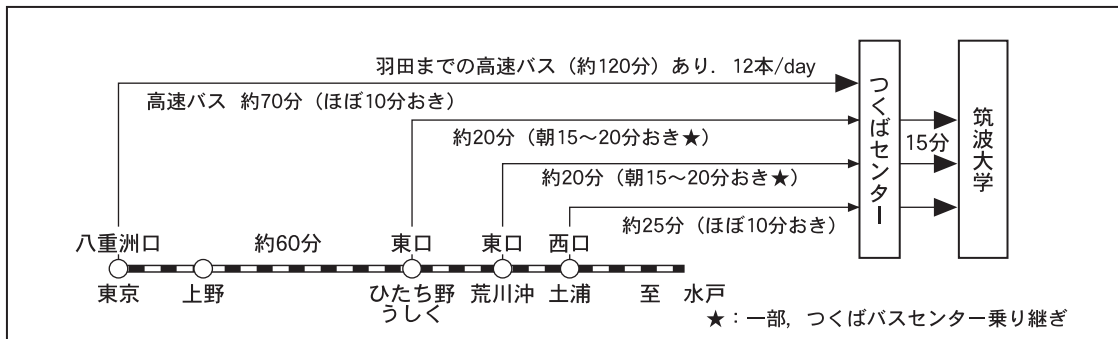 羽田までの高速バス（約120分）あり．12本/day
高速バス 約70分（ほぼ10分おき）
約20分（朝15～20分おき★）
約20分（朝15～20分おき★）
約25分（ほぼ10分おき）
つくばセンター
15分
筑波大学
八重洲口
約60分
東口
東口
西口
東京
上野
ひたち野
うしく
荒川沖
土浦
至 水戸
★：一部，つくばバスセンター乗り継ぎ